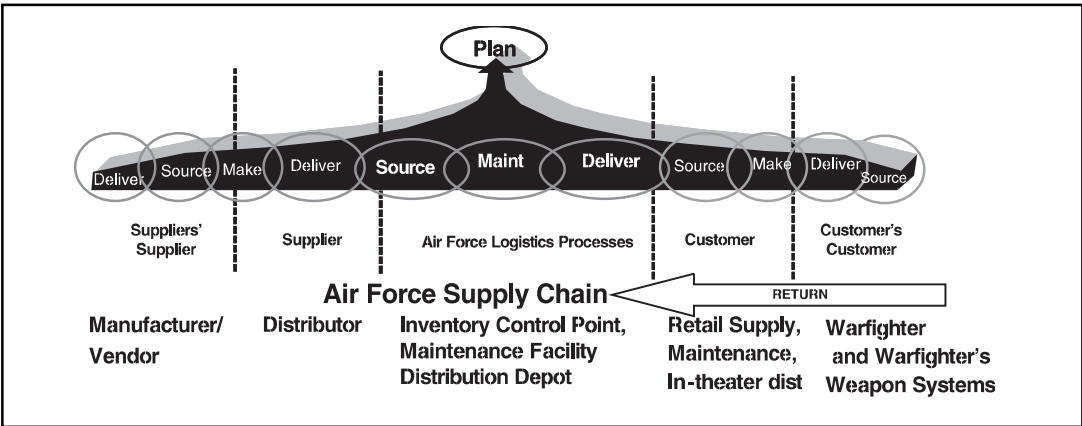 Plan
Deliver Source Make Deliver Source Maint Deliver Source Make Deliver Source
Suppliers'
Supplier
Supplier
Air Force Logistics Processes
Customer
Customer's
Customer
Air Force Supply Chain
RETURN
Manufacturer/
Vendor
Distributor
Inventory Control Point,
Maintenance Facility
Distribution Depot
Retail Supply,
Maintenance,
In-theater dist
Warfighter
and Warfighter's
Weapon Systems